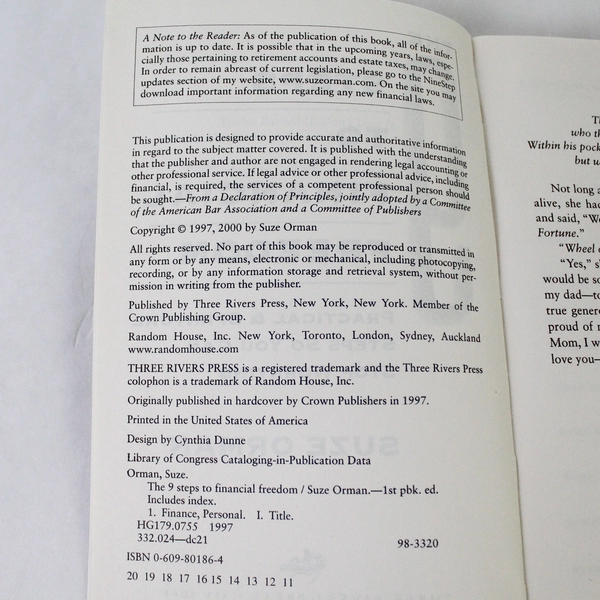 A Note to the Reader: As of the publication of this book, all of the infor-
mation is up to date. It is possible that in the upcoming years, laws, espe-
cially those pertaining to retirement accounts and estate taxes, may change.
In order to remain abreast of current legislation, please go to the NineStep
updates section of my website, www.suzeorman.com. On the site you may
download important information regarding any new financial laws.
This publication is designed to provide accurate and authoritative information
in regard to the subject matter covered. It is published with the understanding
that the publisher and author are not engaged in rendering legal accounting or
other professional service. If legal advice or other professional advice, including
financial, is required, the services of a competent professional person should
be sought.—From a Declaration of Principles, jointly adopted by a Committee
of the American Bar Association and a Committee of Publishers
Copyright © 1997, 2000 by Suze Orman
All rights reserved. No part of this book may be reproduced or transmitted in
any form or by any means, electronic or mechanical, including photocopying,
recording, or by any information storage and retrieval system, without per-
mission in writing from the publisher.
Published by Three Rivers Press, New York, New York. Member of the
Crown Publishing Group.
Random House, Inc. New York, Toronto, London, Sydney, Auckland
www.randomhouse.com
THREE RIVERS PRESS is a registered trademark and the Three Rivers Press
colophon is a trademark of Random House, Inc.
Originally published in hardcover by Crown Publishers in 1997.
Printed in the United States of America
Design by Cynthia Dunne
Library of Congress Cataloging-in-Publication Data
Orman, Suze.
The 9 steps to financial freedom / Suze Orman.—1st pbk. ed.
Includes index.
1. Finance, Personal. I. Title.
HG179.0755 1997
332.024—dc21
98-3320
ISBN 0-609-80186-4
20 19 18 17 16 15 14 13 12 11
who th
Within his pock
but w
Not long a
alive, she had
and said, "We
Fortune."
"Wheel o
"Yes," s
would be so
my dad—to
true gener
proud of m
Mom, I w
love you—